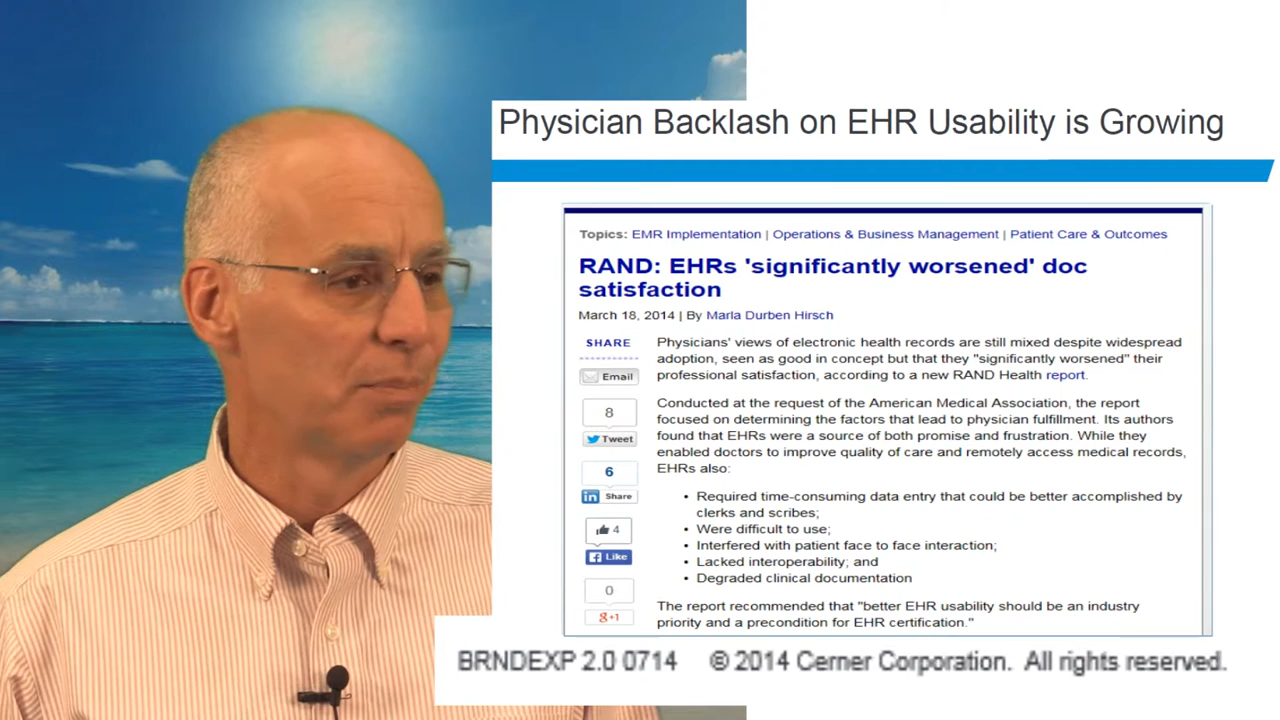 Physician Backlash on EHR Usability is Growing
Topics: EMR Implementation | Operations & Business Management | Patient Care & Outcomes
RAND: EHRs 'significantly worsened' doc
satisfaction
March 18, 2014 | By Marla Durben Hirsch
SHARE
Email
8
Tweet
6
in Share
4
f Like
0
g+1
Physicians' views of electronic health records are still mixed despite widespread
adoption, seen as good in concept but that they "significantly worsened" their
professional satisfaction, according to a new RAND Health report.
Conducted at the request of the American Medical Association, the report
focused on determining the factors that lead to physician fulfillment. Its authors
found that EHRs were a source of both promise and frustration. While they
enabled doctors to improve quality of care and remotely access medical records,
EHRs also:
• Required time-consuming data entry that could be better accomplished by
clerks and scribes;
• Were difficult to use;
• Interfered with patient face to face interaction;
• Lacked interoperability; and
• Degraded clinical documentation
The report recommended that "better EHR usability should be an industry
priority and a precondition for EHR certification."
BRNDEXP 2.0 0714 © 2014 Cerner Corporation. All rights reserved.